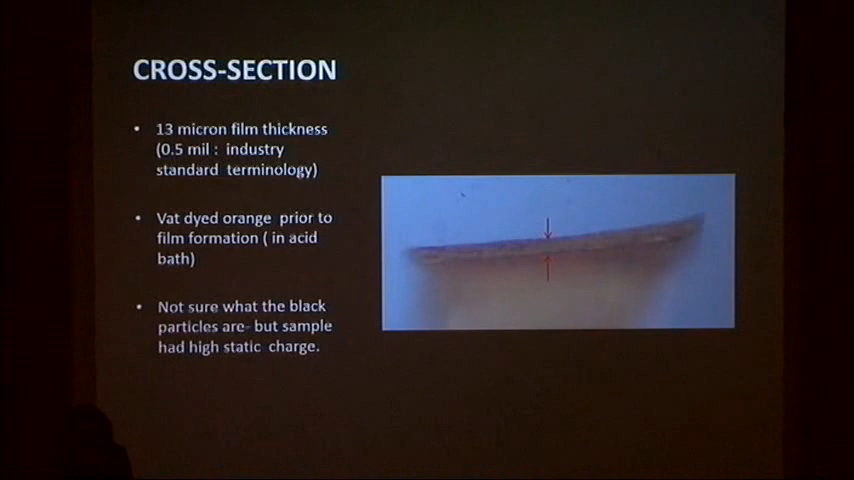 CROSS-SECTION
• 13 micron film thickness
(0.5 mil : industry
standard terminology)
• Vat dyed orange prior to
film formation ( in acid
bath)
• Not sure what the black
particles are- but sample
had high static charge.